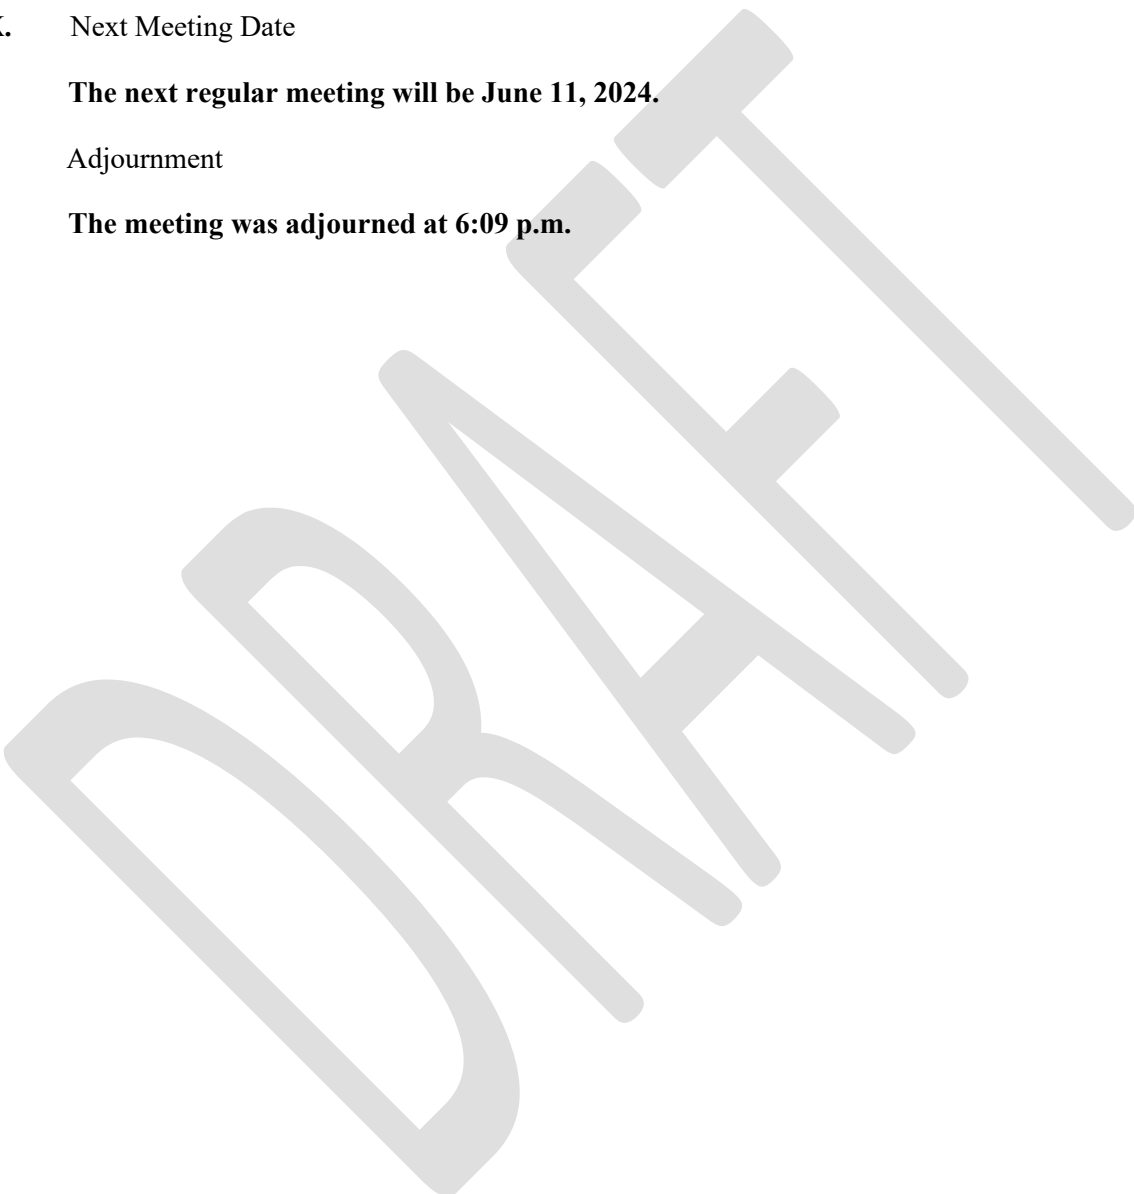 . Next Meeting Date
The next regular meeting will be June 11, 2024.
Adjournment
The meeting was adjourned at 6:09 p.m.
DRAFT